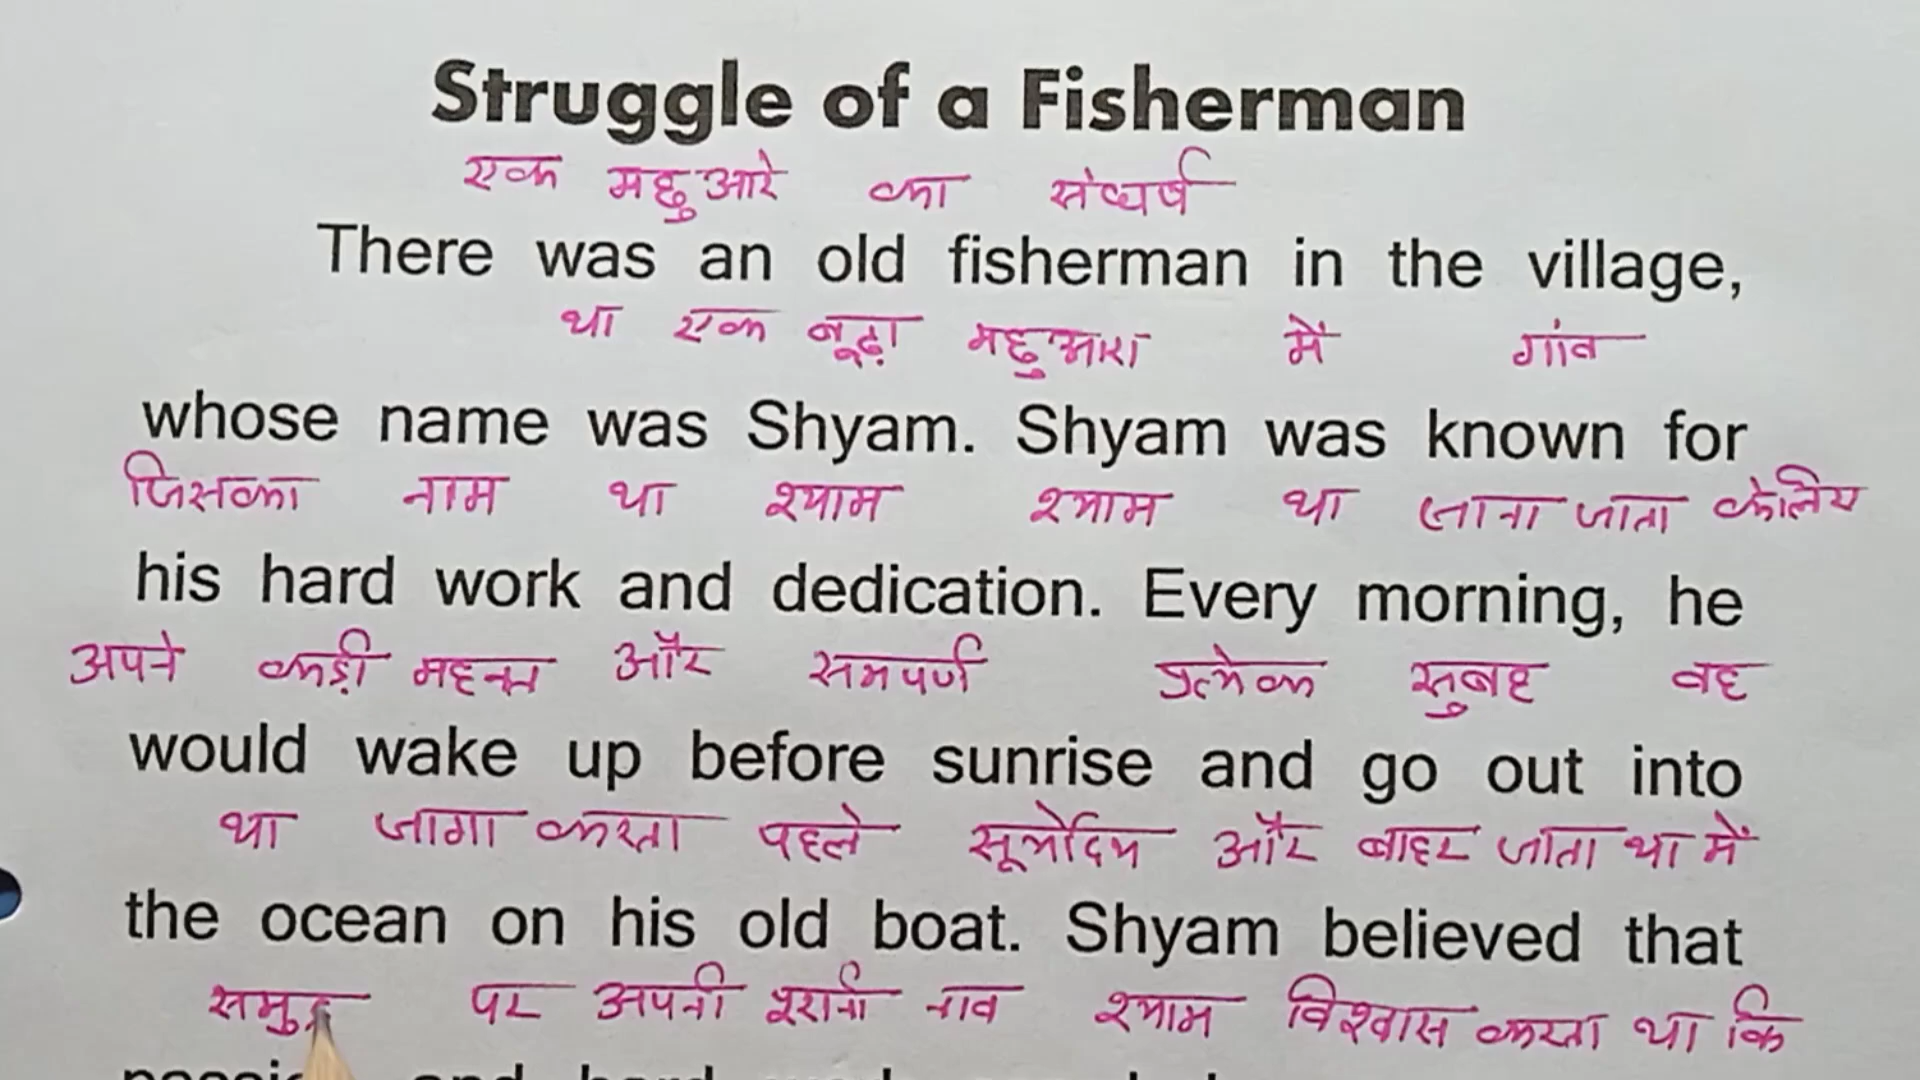 Struggle of a Fisherman
एक मछुआरे का संघर्ष
There was an old fisherman in the village,
था एक बूढ़ा मछुआरा में गांव
whose name was Shyam. Shyam was known for
जिसका नाम था श्याम श्याम था जाना जाता केलिय
his hard work and dedication. Every morning, he
अपने कड़ी महनत और समपर्ण प्रत्येक सुबह वह
would wake up before sunrise and go out into
था जागा करता पहले सूर्योदय और बाहर जाता था में
the ocean on his old boat. Shyam believed that
समुद्र पर अपनी पुरानी नाव श्याम विश्वास करता था कि